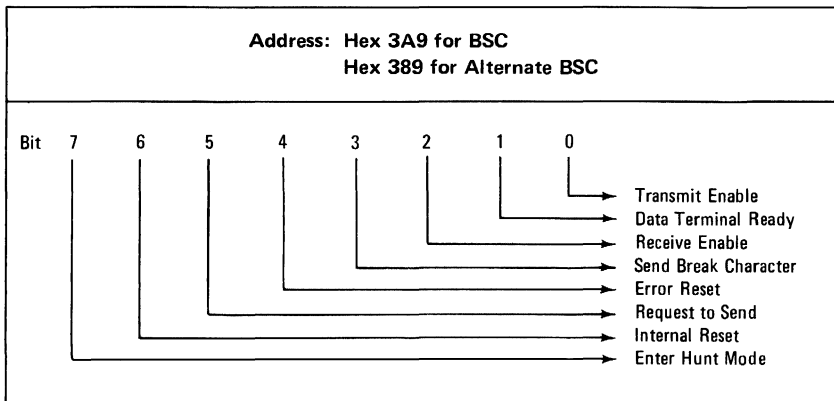 Address: Hex 3A9 for BSC
Hex 389 for Alternate BSC
Bit 7 6 5 4 3 2 1 0
Transmit Enable
Data Terminal Ready
Receive Enable
Send Break Character
Error Reset
Request to Send
Internal Reset
Enter Hunt Mode